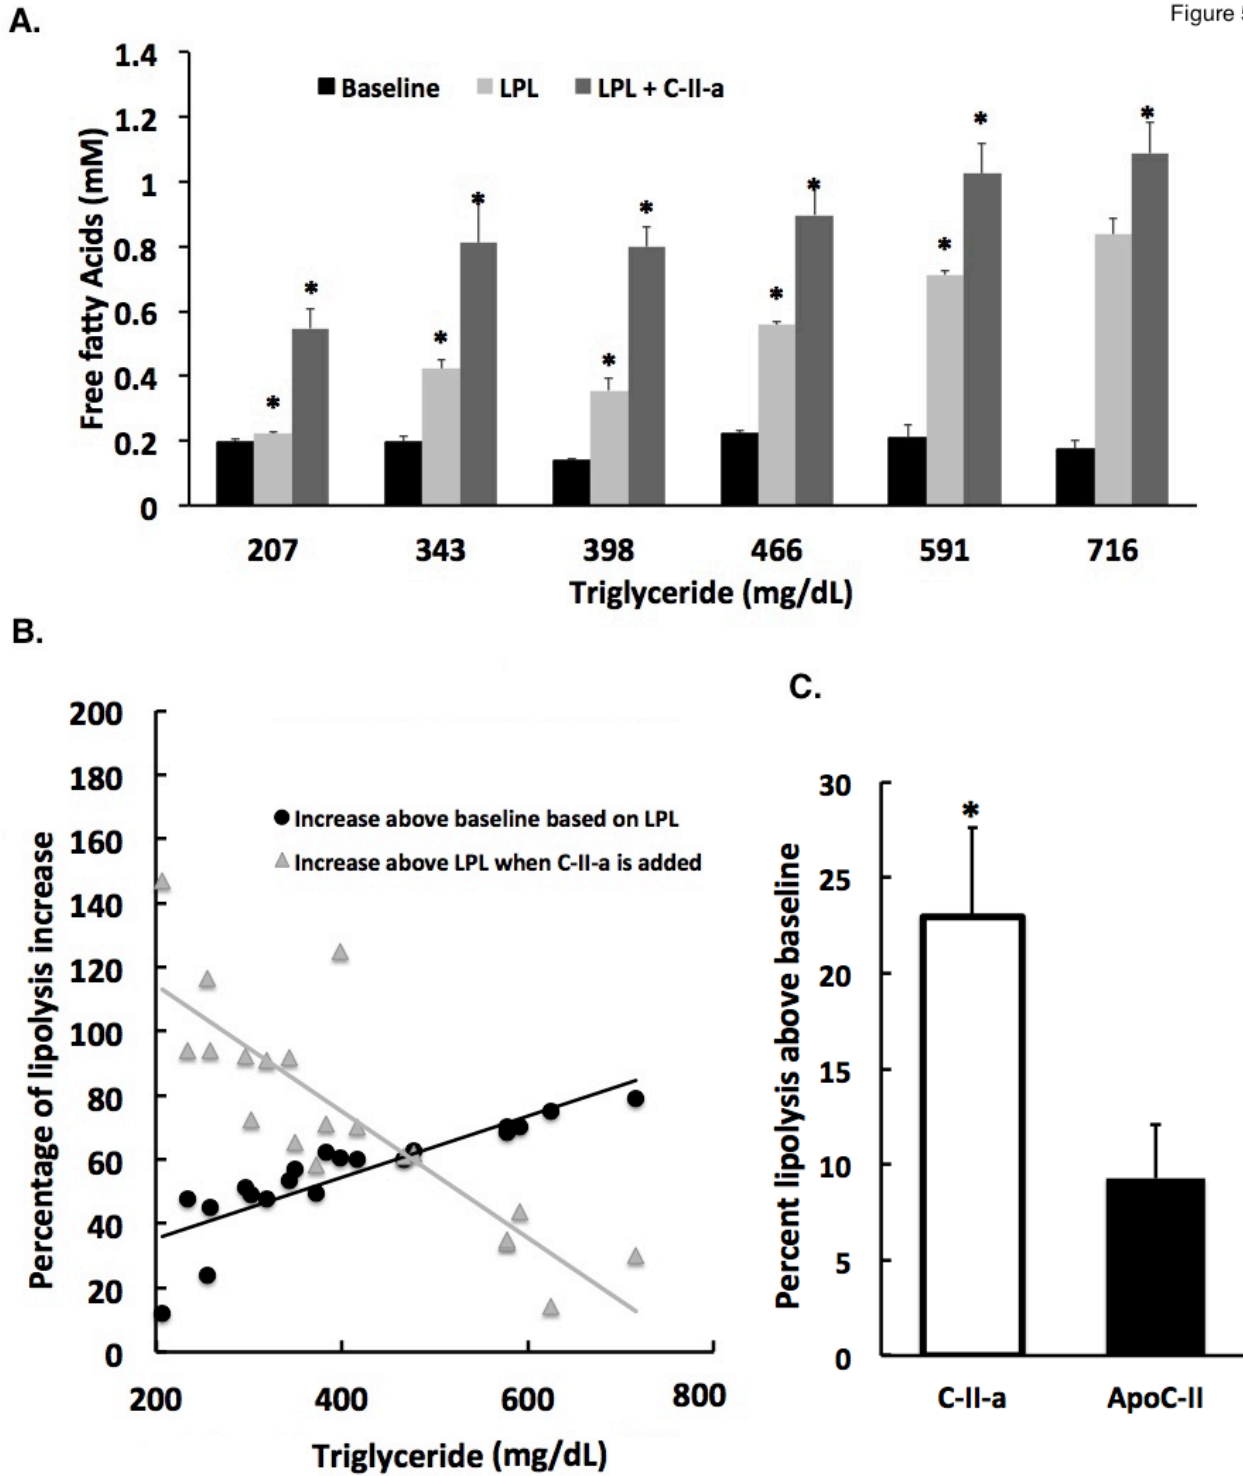 A.
Figure 5
1.4
1.2
1
0.8
0.6
0.4
0.2
0
Free fatty Acids (mM)
Baseline LPL LPL + C-II-a
* * * * * * * * * * *
207 343 398 466 591 716
Triglyceride (mg/dL)
B.
200
180
160
140
120
100
80
60
40
20
0
Percentage of lipolysis increase
Increase above baseline based on LPL
Increase above LPL when C-II-a is added
200 400 600 800
Triglyceride (mg/dL)
C.
30
25
20
15
10
5
0
Percent lipolysis above baseline
*
C-II-a ApoC-II